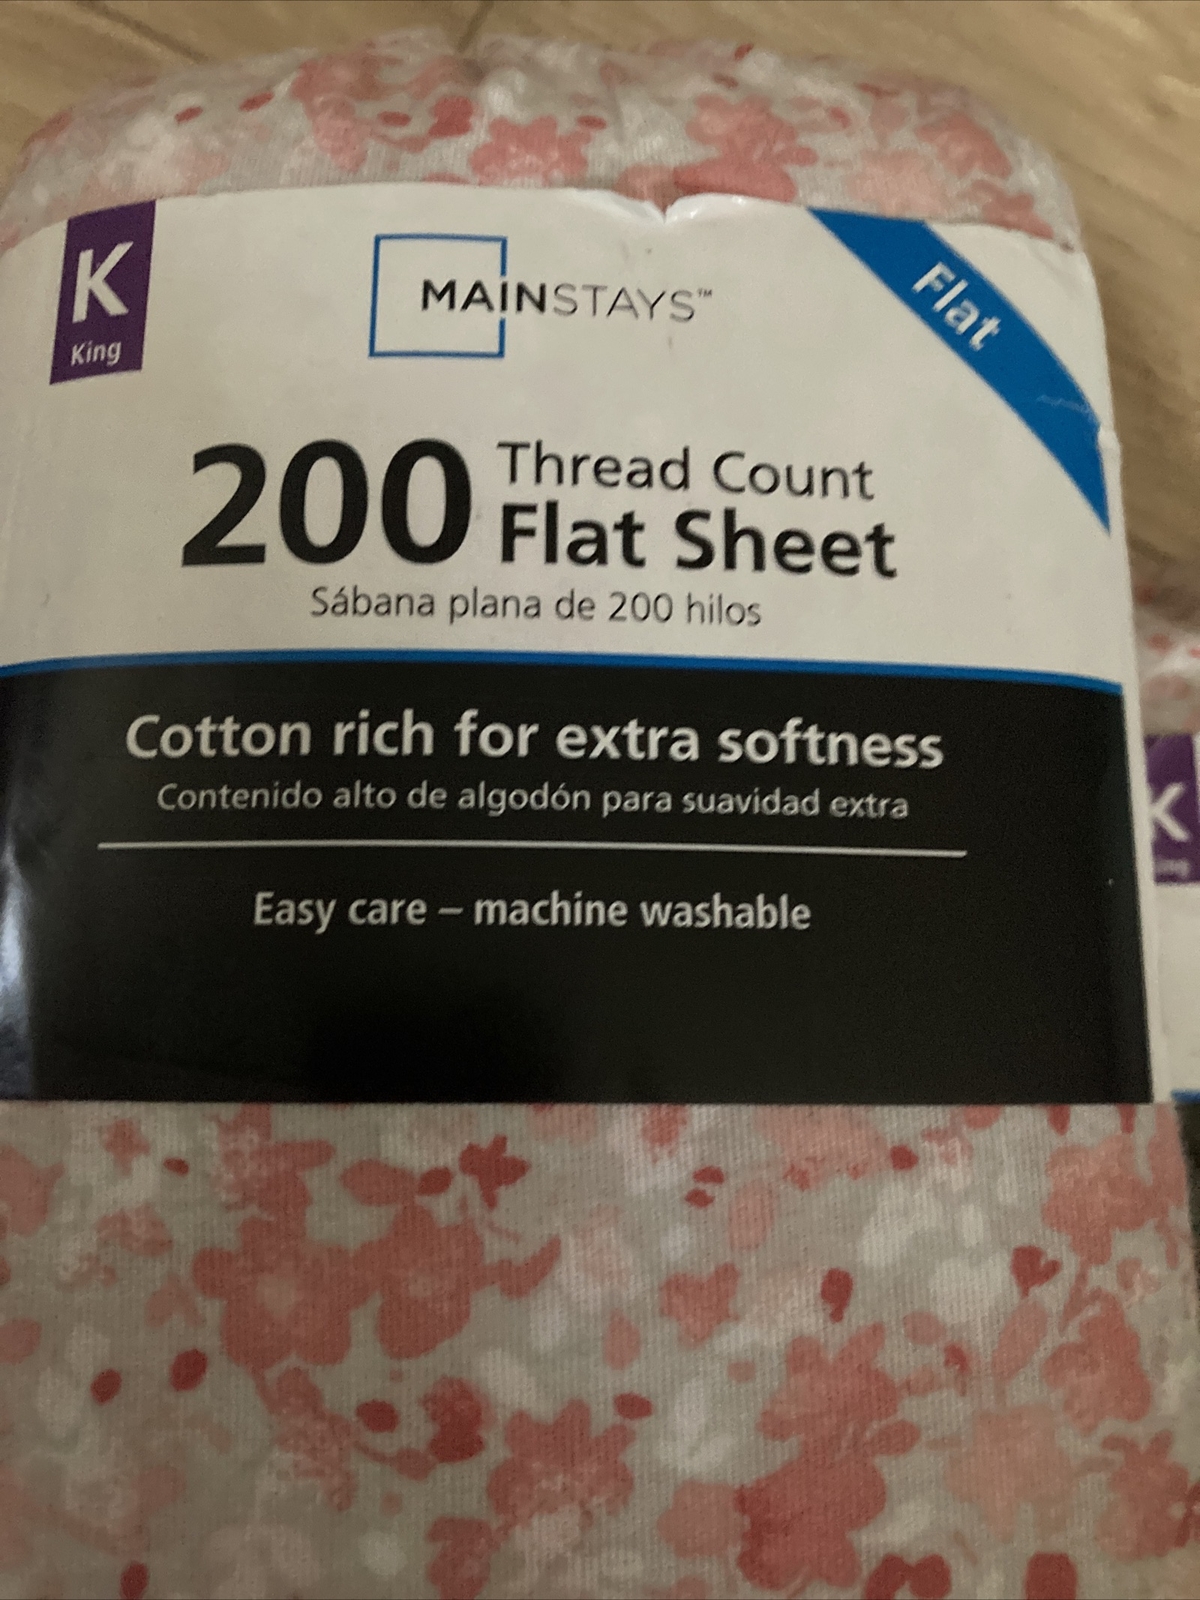 K
King
MAINSTAYS™
Flat
200 Thread Count
Flat Sheet
Sábana plana de 200 hilos
Cotton rich for extra softness
Contenido alto de algodón para suavidad extra
Easy care – machine washable
K